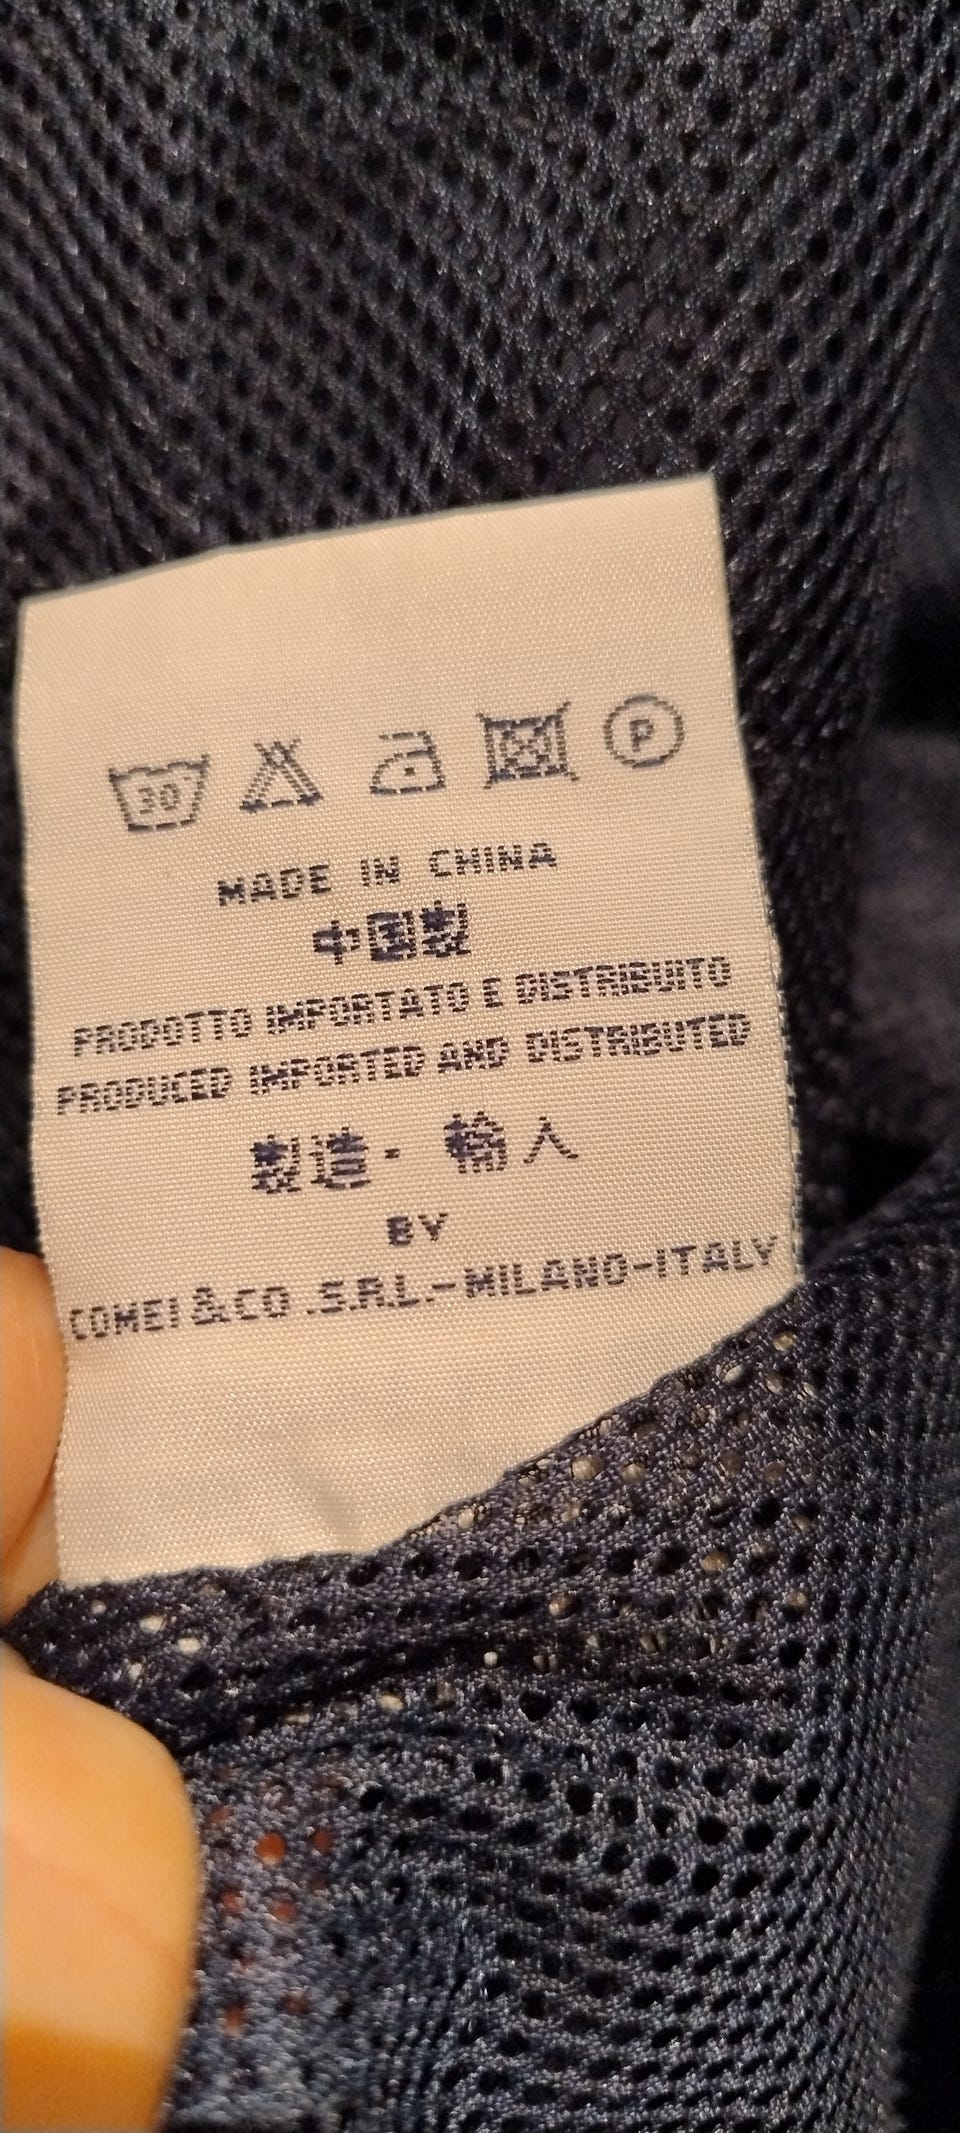 30 P
MADE IN CHINA
中国製
PRODOTTO IMPORTATO E DISTRIBUITO
PRODUCED IMPORTED AND DISTRIBUTED
製造・輸入
BY
COMEI & CO .S.R.L.-MILANO-ITALY